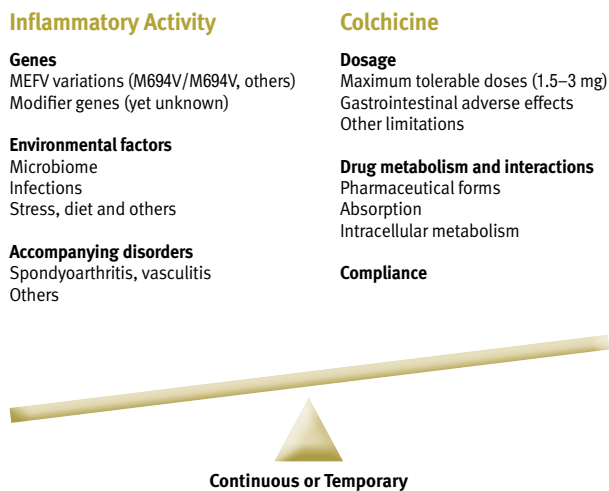 Inflammatory Activity
Genes
MEFV variations (M694V/M694V, others)
Modifier genes (yet unknown)
Environmental factors
Microbiome
Infections
Stress, diet and others
Accompanying disorders
Spondyoarthritis, vasculitis
Others
Colchicine
Dosage
Maximum tolerable doses (1.5–3 mg)
Gastrointestinal adverse effects
Other limitations
Drug metabolism and interactions
Pharmaceutical forms
Absorption
Intracellular metabolism
Compliance
Continuous or Temporary